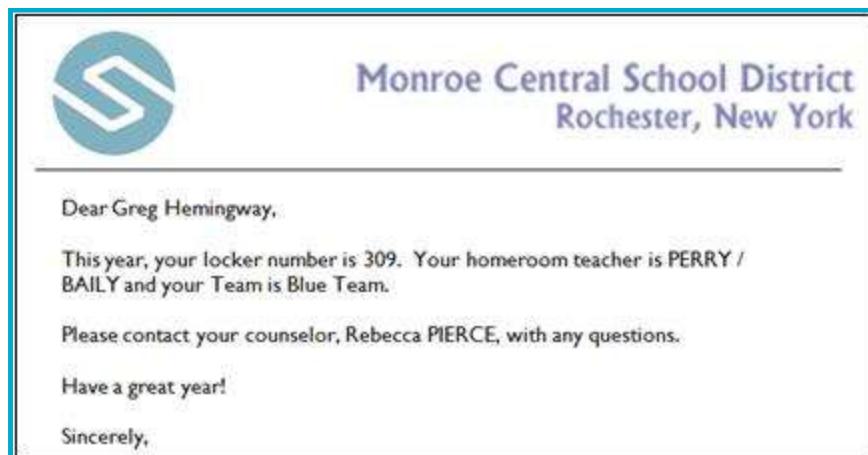 Monroe Central School District
Rochester, New York
Dear Greg Hemingway,
This year, your locker number is 309. Your homeroom teacher is PERRY /
BAILY and your Team is Blue Team.
Please contact your counselor, Rebecca PIERCE, with any questions.
Have a great year!
Sincerely,